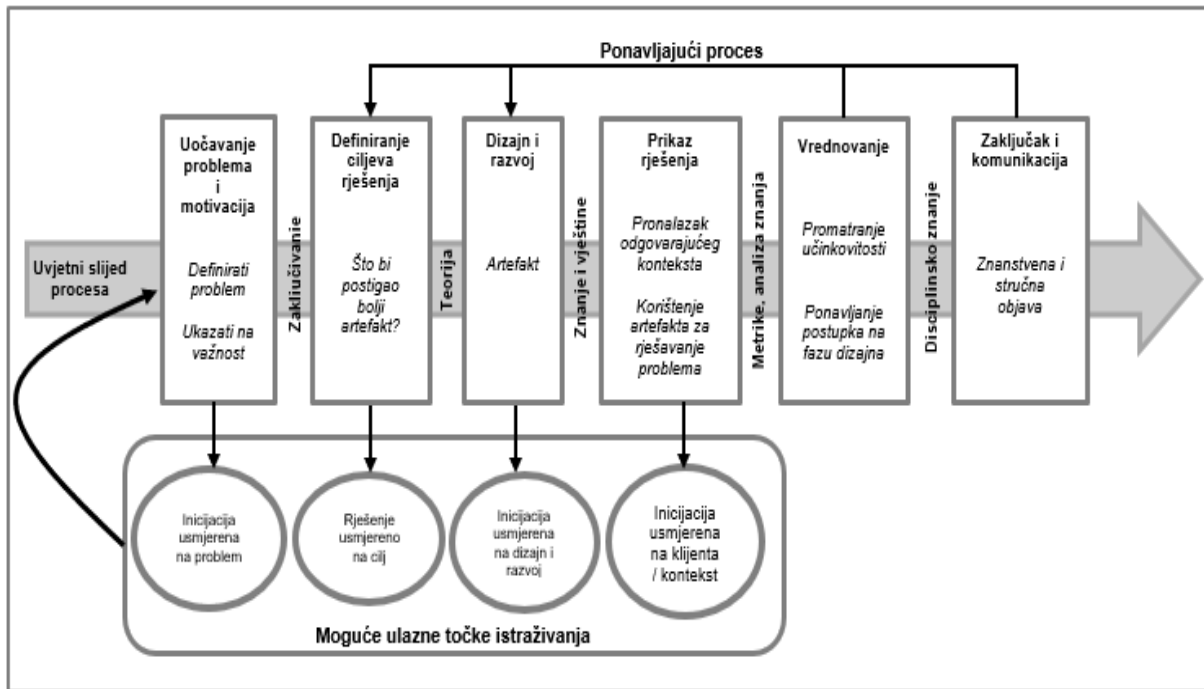 Ponavljajući proces
Uočavanje
problema
i
motivacija
Definirati
problem
Ukazati na
važnost
Definiranje
ciljeva
rješenja
Što bi
postigao
bolji
artefakt?
Dizajn i
razvoj
Artefakt
Prikaz
rješenja
Pronalazak
odgovarajućeg
konteksta
Korištenje
artefakta za
rješavanje
problema
Vrednovanje
Promatranje
učinkovitosti
Ponavljanje
postupka na
fazu dizajna
Zaključak i
komunikacija
Znanstvena i
stručna
objava
Uvjetni slijed
procesa
Zaključivanje
Teorija
Znanje i vještine
Metrike, analiza znanja
Disciplinsko znanje
Inicijacija
usmjerena
na problem
Rješenje
usmjereno
na cilj
Inicijacija
usmjerena
na dizajn i
razvoj
Inicijacija
usmjerena
na klijenta
/ kontekst
Moguće ulazne točke istraživanja